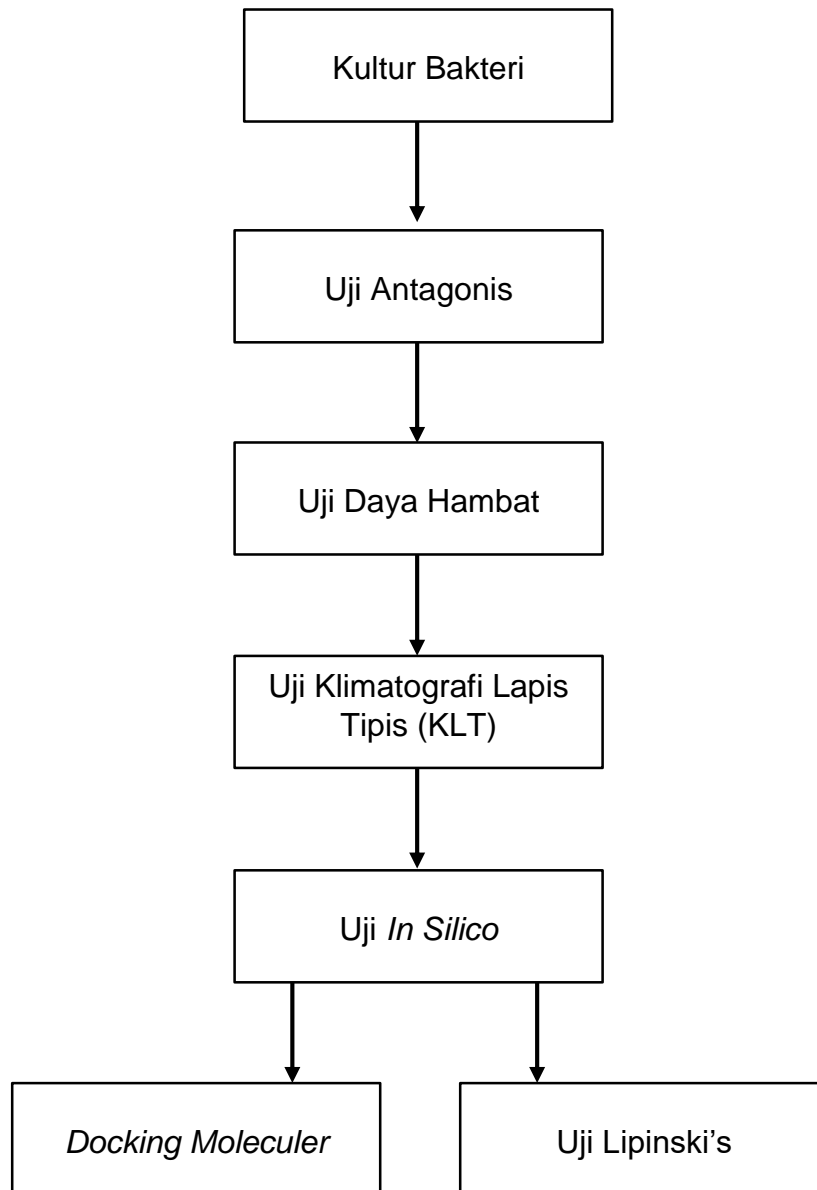 Kultur Bakteri
Uji Antagonis
Uji Daya Hambat
Uji Klimatografi Lapis
Tipis (KLT)
Uji In Silico
Docking Moleculer
Uji Lipinski’s